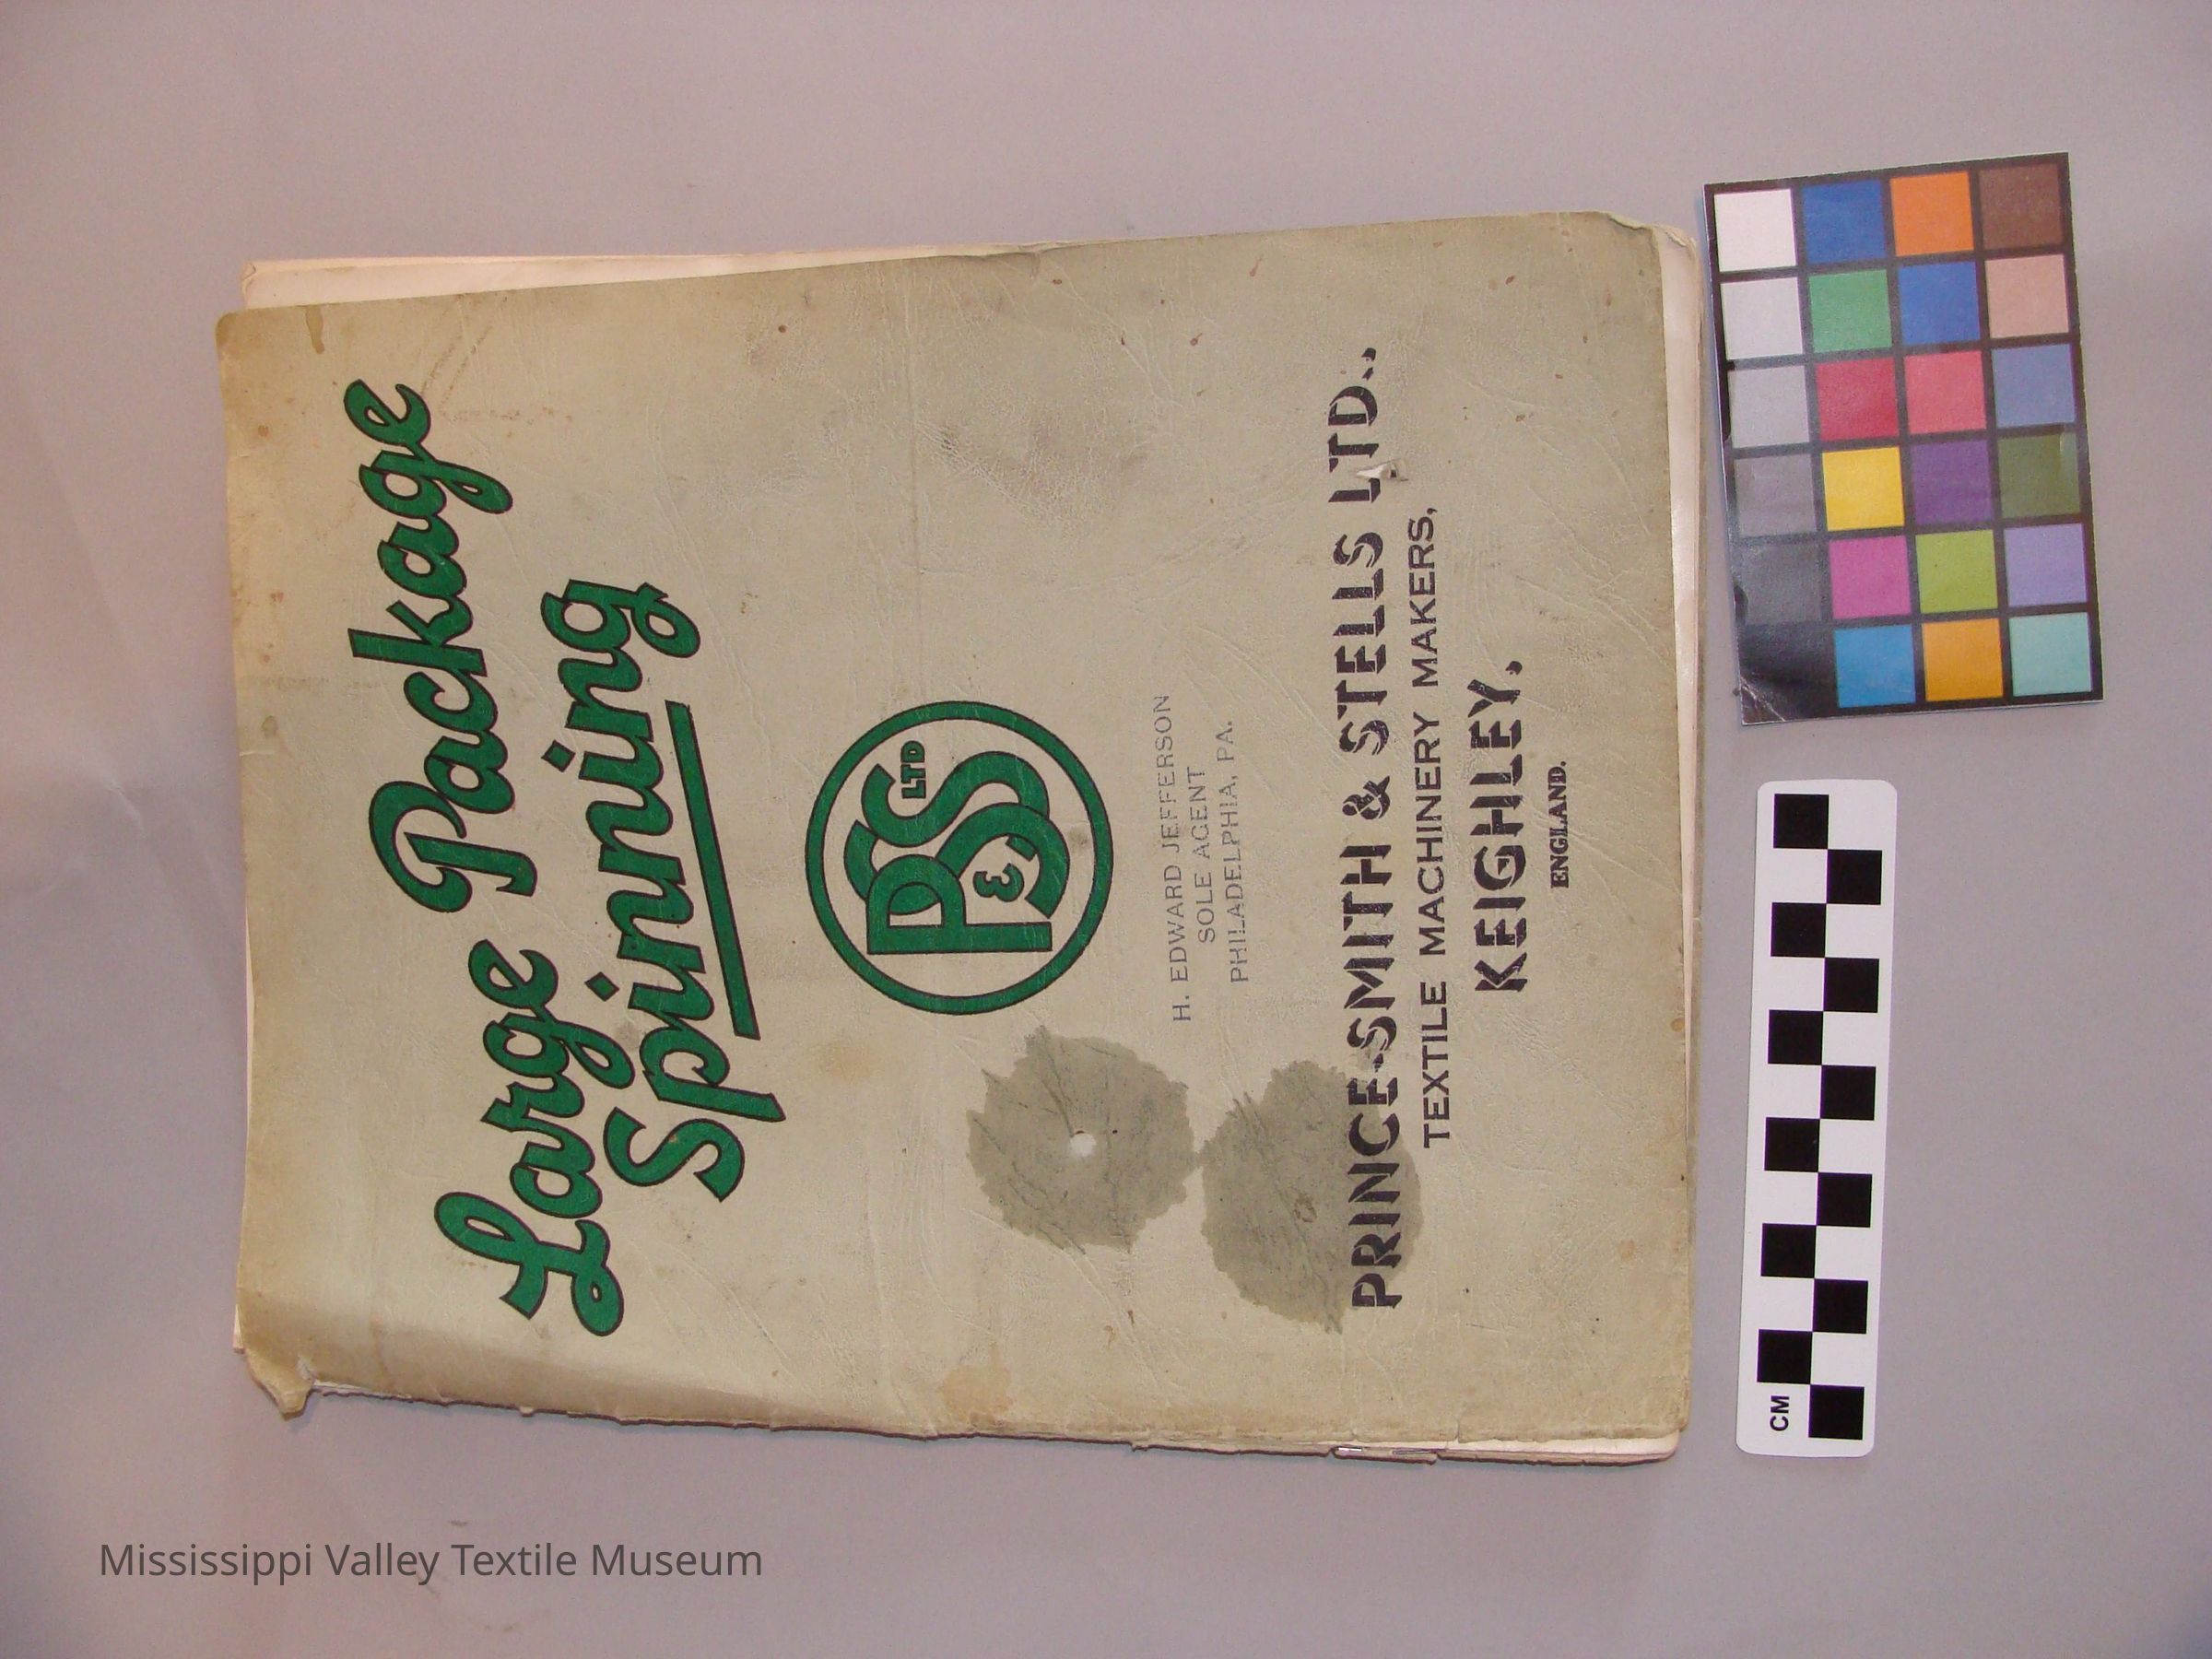 Large Package
Spinning
PS&S LTD
H. EDWARD JEFFERSON
SOLE AGENT
PHILADELPHIA, PA.
PRINCE-SMITH & STELLS LTD.,
TEXTILE MACHINERY MAKERS,
KEIGHLEY,
ENGLAND.
CM
Mississippi Valley Textile Museum